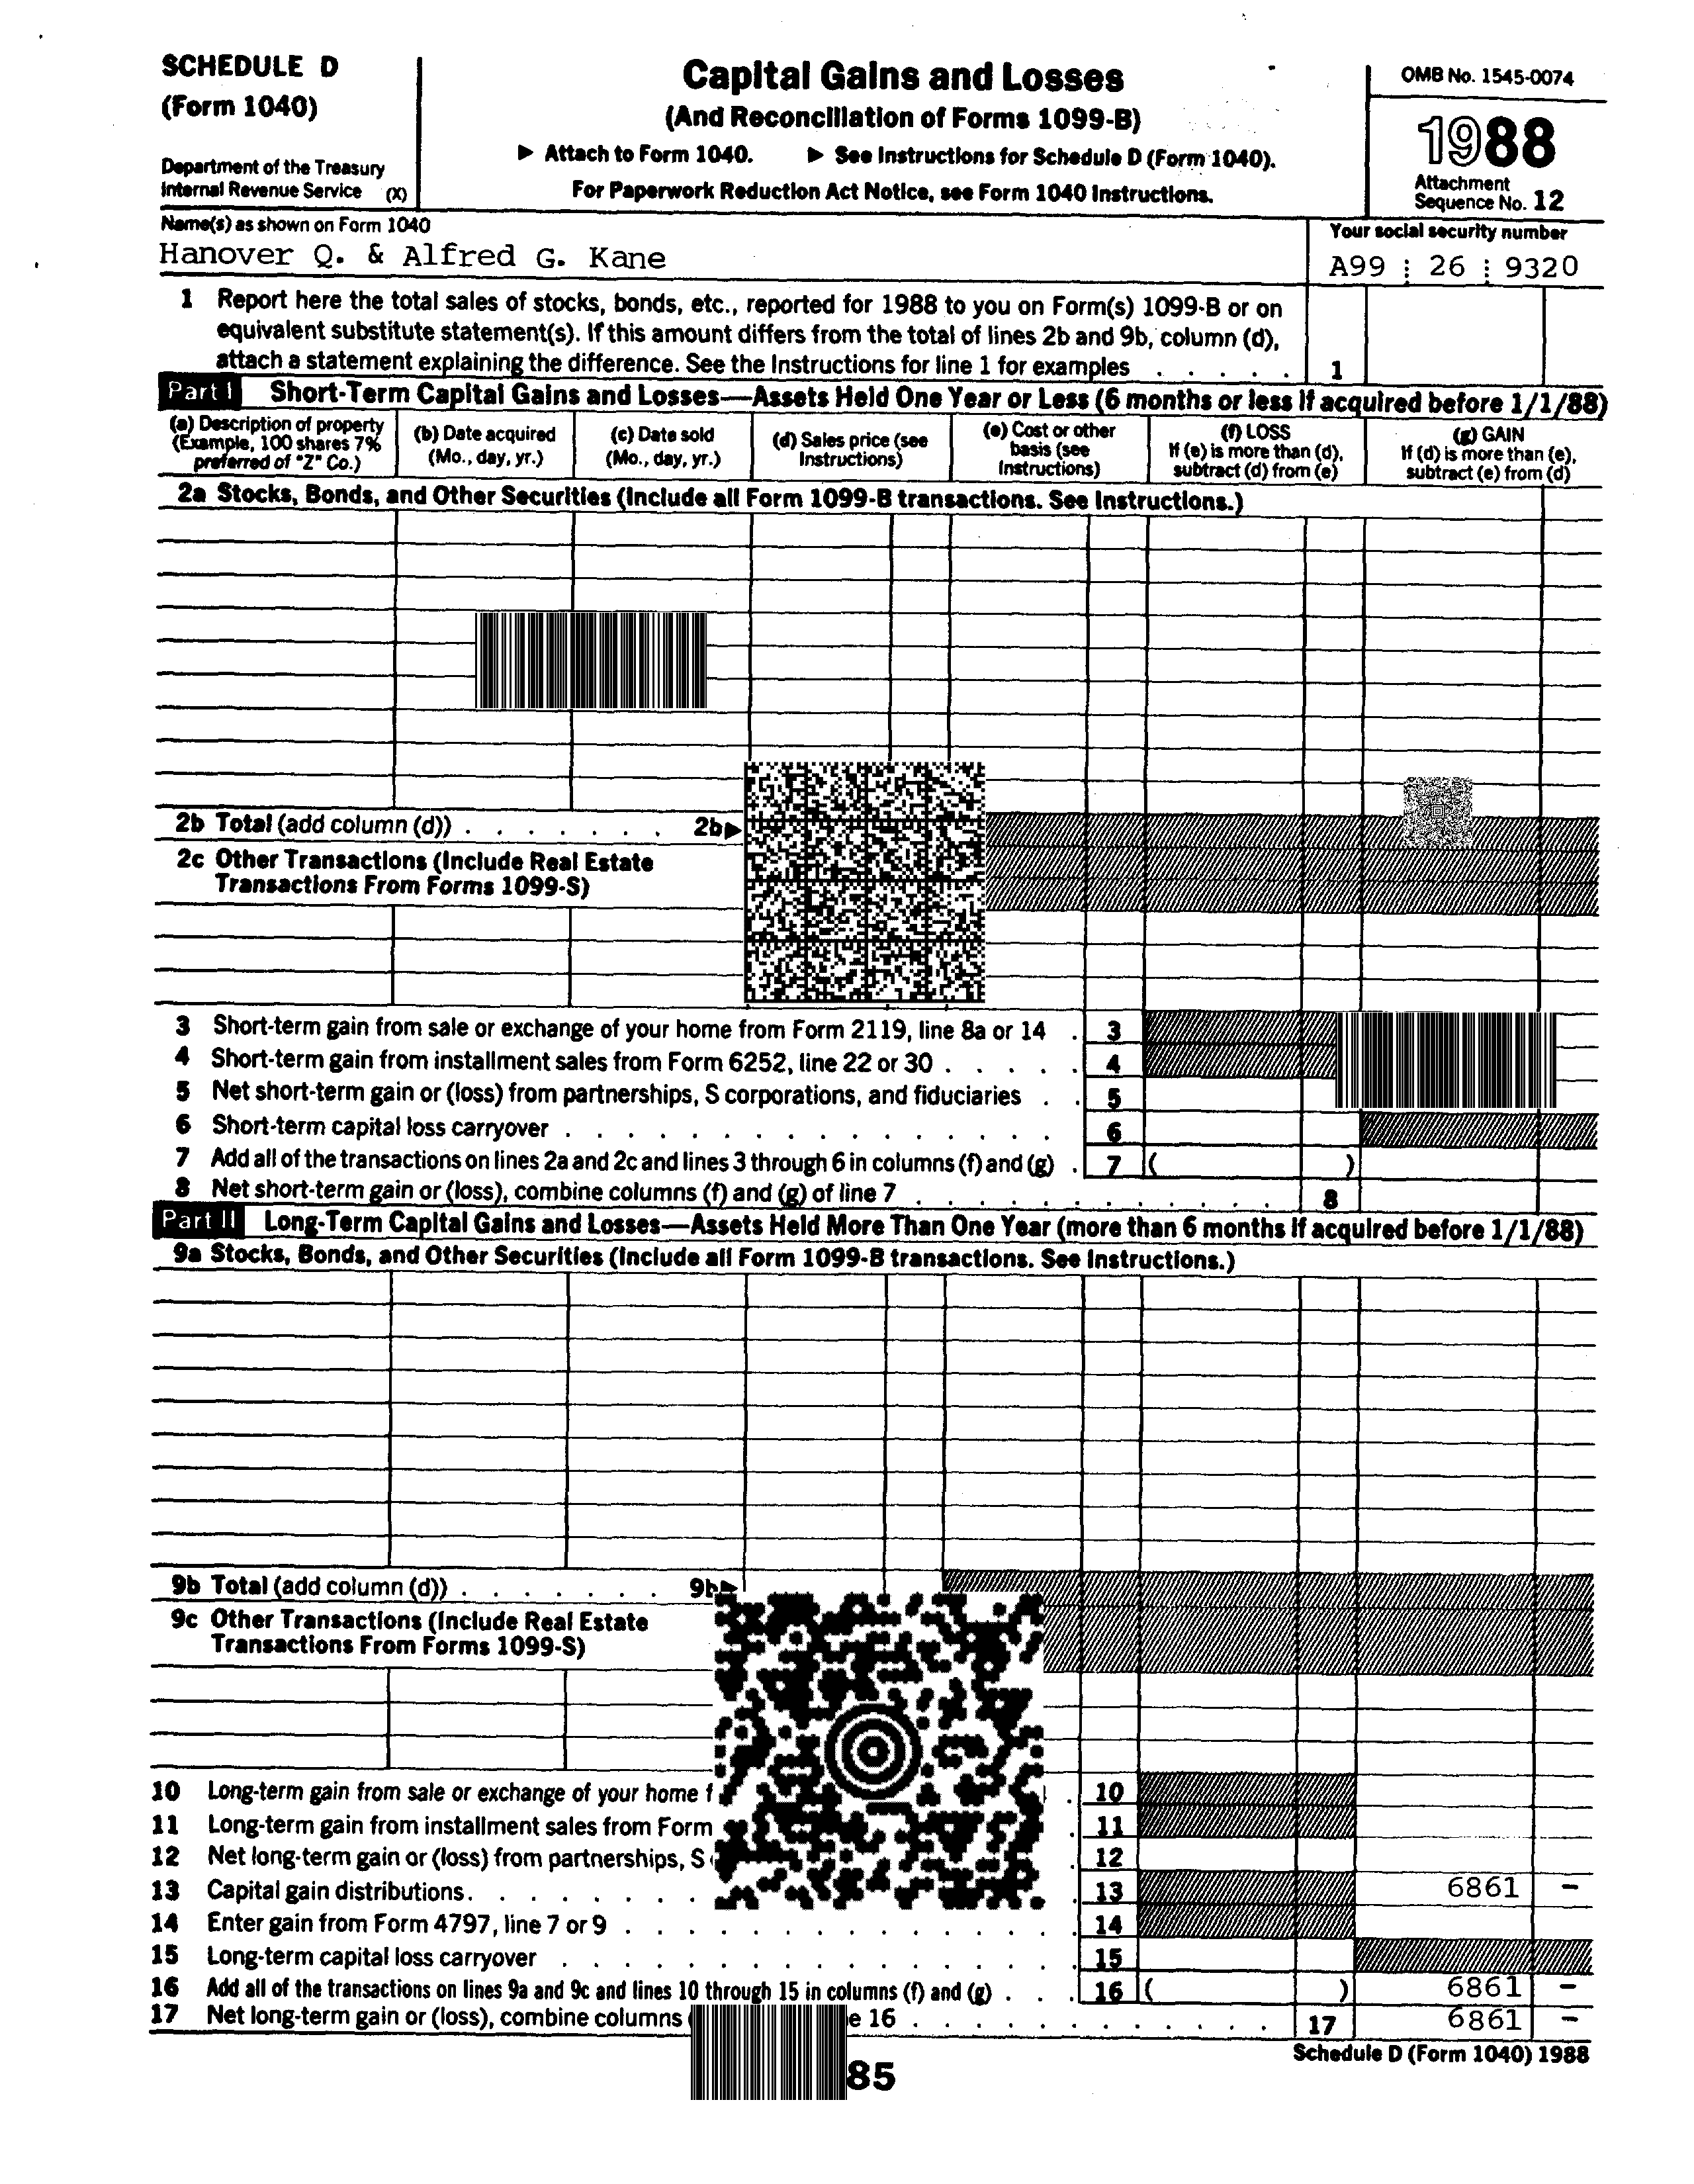 SCHEDULE D
(Form 1040)
Department of the Treasury
Internal Revenue Service (X)
Capital Gains and Losses
(And Reconciliation of Forms 1099-B)
▶ Attach to Form 1040. ▶ See Instructions for Schedule D (Form 1040).
For Paperwork Reduction Act Notice, see Form 1040 Instructions.
OMB No. 1545-0074
1988
Attachment
Sequence No. 12
Name(s) as shown on Form 1040
Hanover Q. & Alfred G. Kane
Your social security number
A99 : 26 : 9320
1 Report here the total sales of stocks, bonds, etc., reported for 1988 to you on Form(s) 1099-B or on
equivalent substitute statement(s). If this amount differs from the total of lines 2b and 9b, column (d),
attach a statement explaining the difference. See the Instructions for line 1 for examples . . . . . 1
Part I Short-Term Capital Gains and Losses—Assets Held One Year or Less (6 months or less if acquired before 1/1/88)
(a) Description of property
(Example, 100 shares 7%
preferred of "Z" Co.)
(b) Date acquired
(Mo., day, yr.)
(c) Date sold
(Mo., day, yr.)
(d) Sales price (see
Instructions)
(e) Cost or other
basis (see
Instructions)
(f) LOSS
If (e) is more than (d),
subtract (d) from (e)
(g) GAIN
If (d) is more than (e),
subtract (e) from (d)
2a Stocks, Bonds, and Other Securities (Include all Form 1099-B transactions. See Instructions.)
2b Total (add column (d)) . . . . . . . 2b▶
2c Other Transactions (Include Real Estate
Transactions From Forms 1099-S)
3 Short-term gain from sale or exchange of your home from Form 2119, line 8a or 14 . 3
4 Short-term gain from installment sales from Form 6252, line 22 or 30 . . . . . 4
5 Net short-term gain or (loss) from partnerships, S corporations, and fiduciaries . . 5
6 Short-term capital loss carryover . . . . . . . . . . . . . . . . 6
7 Add all of the transactions on lines 2a and 2c and lines 3 through 6 in columns (f) and (g) . 7 ( )
8 Net short-term gain or (loss), combine columns (f) and (g) of line 7 . . . . . . . . . . . . 8
Part II Long-Term Capital Gains and Losses—Assets Held More Than One Year (more than 6 months if acquired before 1/1/88)
9a Stocks, Bonds, and Other Securities (Include all Form 1099-B transactions. See Instructions.)
9b Total (add column (d)) . . . . . . . 9b▶
9c Other Transactions (Include Real Estate
Transactions From Forms 1099-S)
10 Long-term gain from sale or exchange of your home . 10
11 Long-term gain from installment sales from Form . 11
12 Net long-term gain or (loss) from partnerships, S . 12
13 Capital gain distributions. . . . . . . . . 13 6861 –
14 Enter gain from Form 4797, line 7 or 9 . . . . . . . . . . . . . . 14
15 Long-term capital loss carryover . . . . . . . . . . . . . . . . 15
16 Add all of the transactions on lines 9a and 9c and lines 10 through 15 in columns (f) and (g) . . . 16 ( ) 6861 –
17 Net long-term gain or (loss), combine columns e 16 . . . . . . . . . . . . 17 6861 –
Schedule D (Form 1040) 1988
85